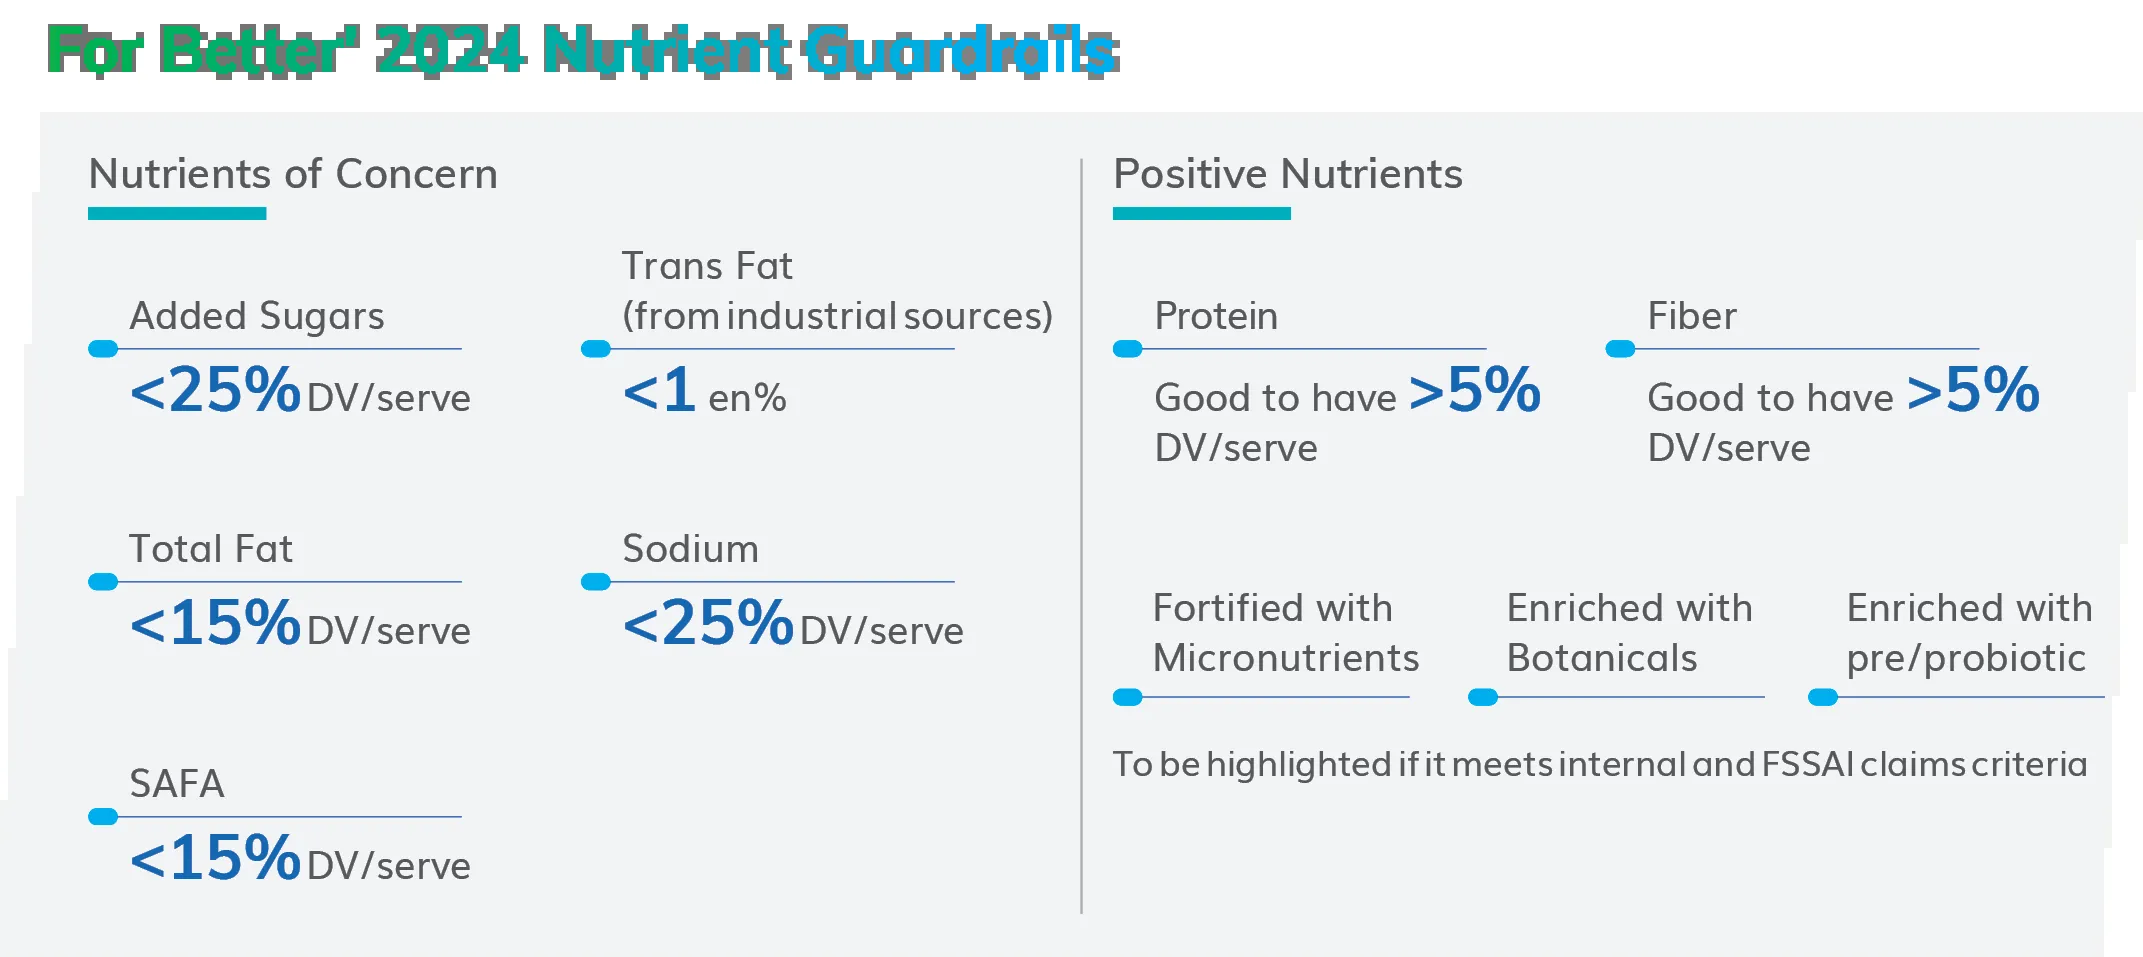 For Better' 2024 Nutrient Guardrails
Nutrients of Concern
Added Sugars
<25% DV/serve
Trans Fat
(from industrial sources)
<1 en%
Total Fat
<15% DV/serve
Sodium
<25% DV/serve
SAFA
<15% DV/serve
Positive Nutrients
Protein
Good to have >5%
DV/serve
Fiber
Good to have >5%
DV/serve
Fortified with
Micronutrients
Enriched with
Botanicals
Enriched with
pre/probiotic
To be highlighted if it meets internal and FSSAI claims criteria